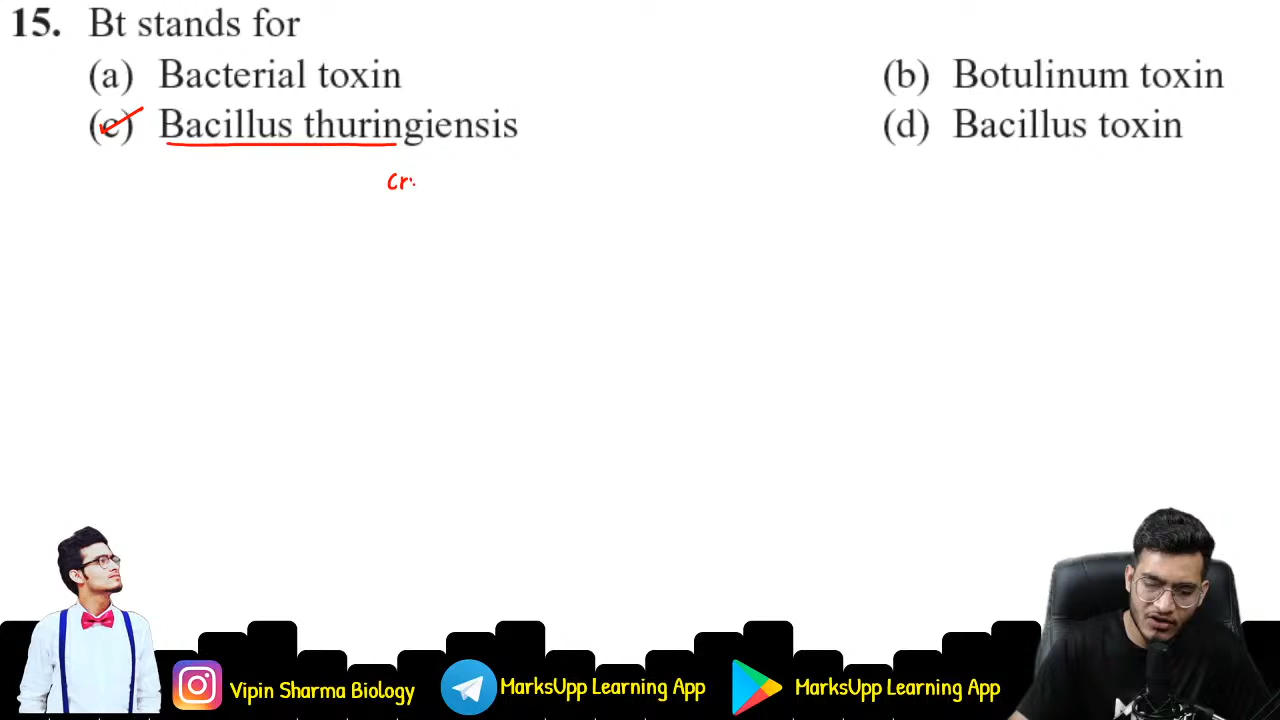 15. Bt stands for
(a) Bacterial toxin
(b) Botulinum toxin
(c) Bacillus thuringiensis
(d) Bacillus toxin
Cr
Vipin Sharma Biology
MarksUpp Learning App
MarksUpp Learning App